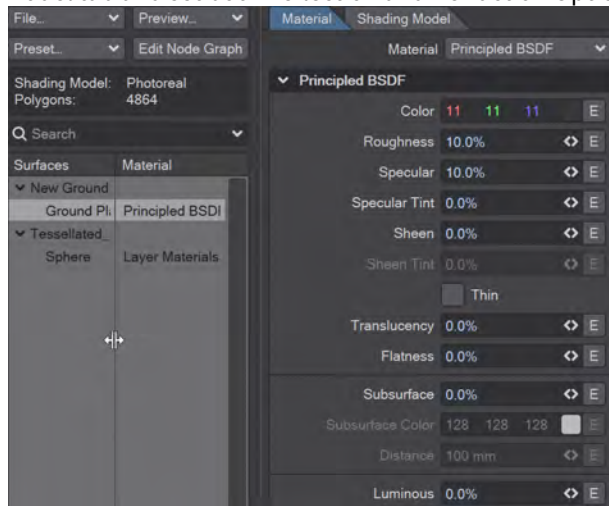 File... Preview...
Preset... Edit Node Graph
Shading Model: Photoreal
Polygons: 4864
Search
Surfaces Material
New Ground
Ground Pl Principled BSDI
Tessellated_
Sphere Layer Materials
Material Shading Model
Material Principled BSDF
Principled BSDF
Color 11 11 11 E
Roughness 10.0% E
Specular 10.0% E
Specular Tint 0.0% E
Sheen 0.0% E
Sheen Tint 0.0% E
Thin
Translucency 0.0% E
Flatness 0.0% E
Subsurface 0.0% E
Subsurface Color 128 128 128 E
Distance 100 mm E
Luminous 0.0% E